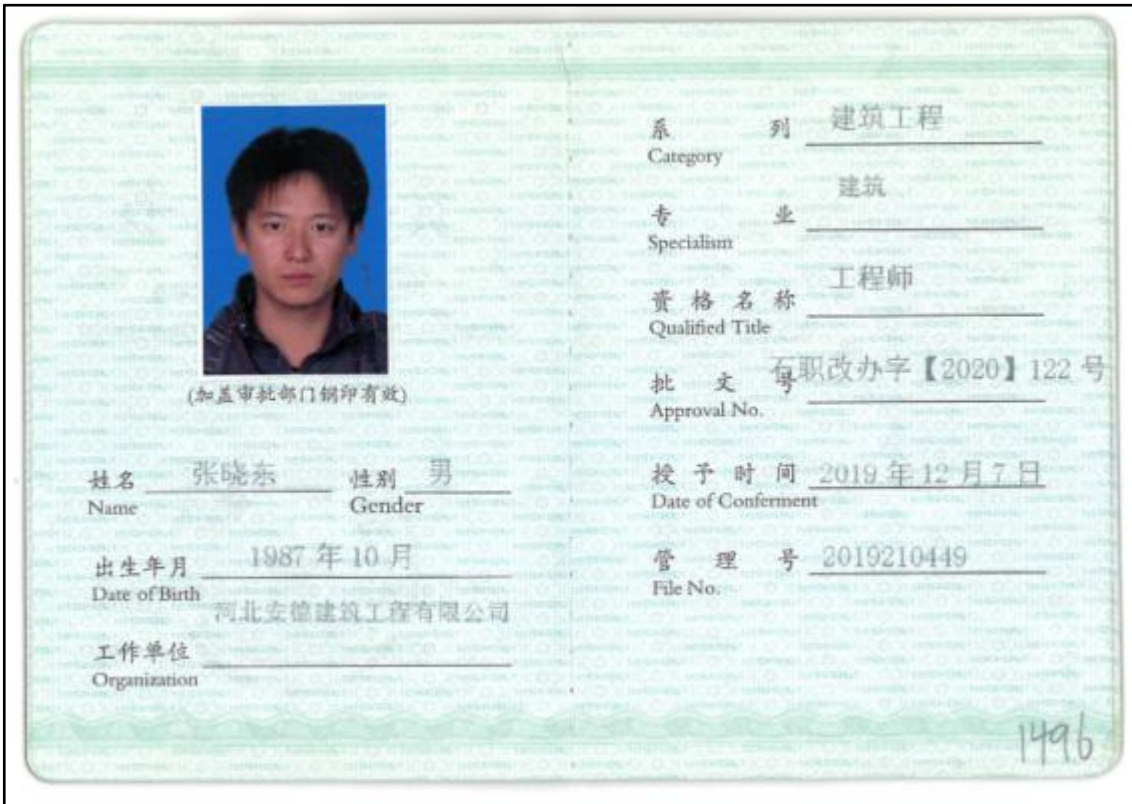 (加盖审批部门钢印有效)
姓名 张晓东 性别 男
Name Gender
出生年月 1987 年 10 月
Date of Birth
河北安德建筑工程有限公司
工作单位
Organization
系列 建筑工程
Category
建筑
专业
Specialism
工程师
资格名称
Qualified Title
批文号 石职改办字【2020】122 号
Approval No.
授予时间 2019 年 12 月 7 日
Date of Conferment
管理号 2019210449
File No.
1496